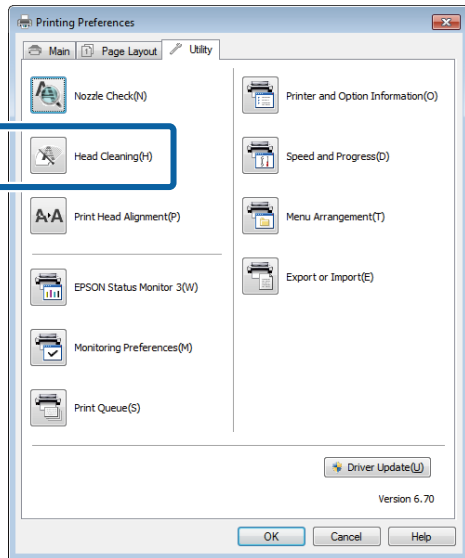 Printing Preferences
Main
Page Layout
Utility
Nozzle Check(N)
Head Cleaning(H)
Print Head Alignment(P)
EPSON Status Monitor 3(W)
Monitoring Preferences(M)
Print Queue(S)
Printer and Option Information(O)
Speed and Progress(D)
Menu Arrangement(T)
Export or Import(E)
Driver Update(U)
Version 6.70
OK
Cancel
Help